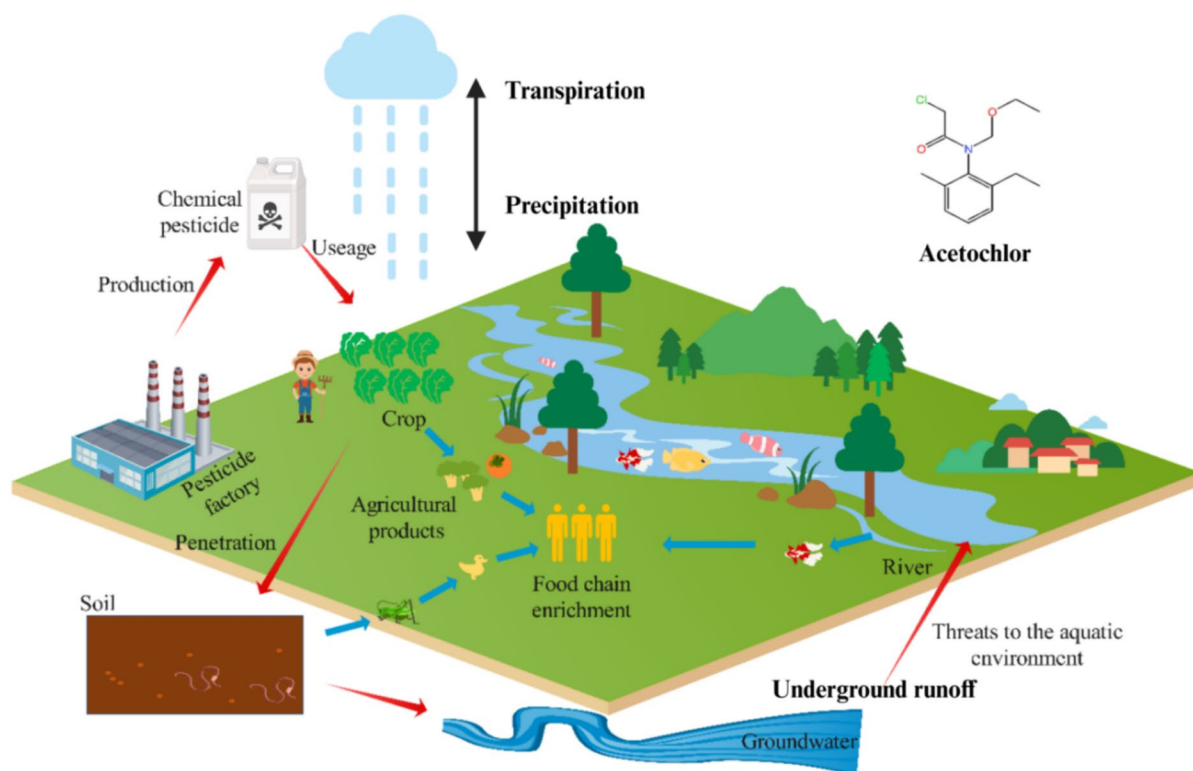 Transpiration
Cl
O
O
N
Chemical
pesticide
Precipitation
Useage
Acetochlor
Production
Crop
Pesticide
factory
Agricultural
products
Penetration
Food chain
enrichment
River
Soil
Threats to the aquatic
environment
Underground runoff
Groundwater